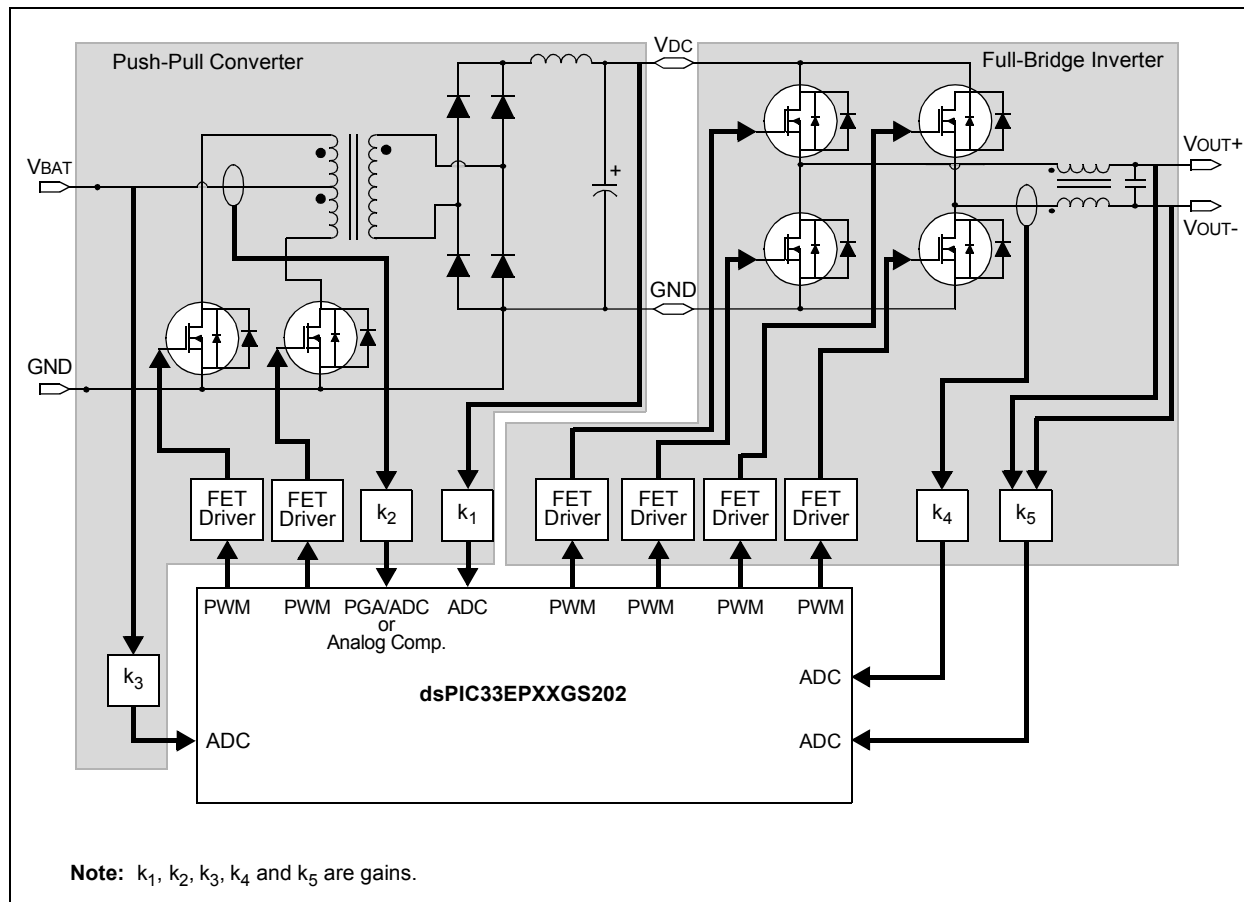 Push-Pull Converter
VDC
Full-Bridge Inverter
VBAT
VOUT+
VOUT-
GND
GND
+
FET
Driver
FET
Driver
k2
k1
FET
Driver
FET
Driver
FET
Driver
FET
Driver
k4
k5
PWM
PWM
PGA/ADC
or
Analog Comp.
ADC
PWM
PWM
PWM
PWM
k3
ADC
dsPIC33EPXXGS202
ADC
ADC
Note: k1, k2, k3, k4 and k5 are gains.